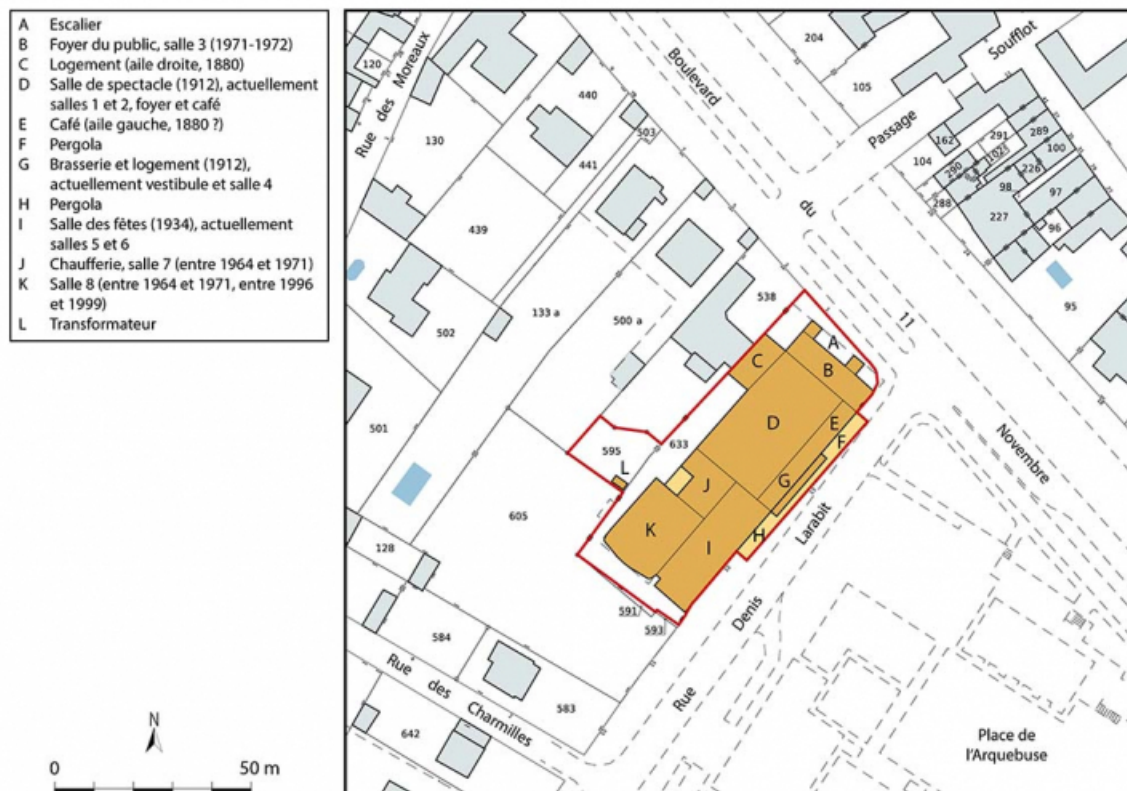 A Escalier
B Foyer du public, salle 3 (1971-1972)
C Logement (aile droite, 1880)
D Salle de spectacle (1912), actuellement
salles 1 et 2, foyer et café
E Café (aile gauche, 1880 ?)
F Pergola
G Brasserie et logement (1912),
actuellement vestibule et salle 4
H Pergola
I Salle des fêtes (1934), actuellement
salles 5 et 6
J Chaufferie, salle 7 (entre 1964 et 1971)
K Salle 8 (entre 1964 et 1971, entre 1996
et 1999)
L Transformateur
N
0 50 m
Rue des Moreaux
Boulevard
du
11
Novembre
Passage
Soufflot
Rue Denis Larabit
Rue des Charmilles
Place de
l'Arquebuse
120
130
440
441
503
439
204
105
104
162
291
289
102
100
290
226
98
97
288
227
96
95
538
133 a
500 a
502
501
595
633
605
128
584
583
591
593
642
A
B
C
D
E
F
G
H
I
J
K
L